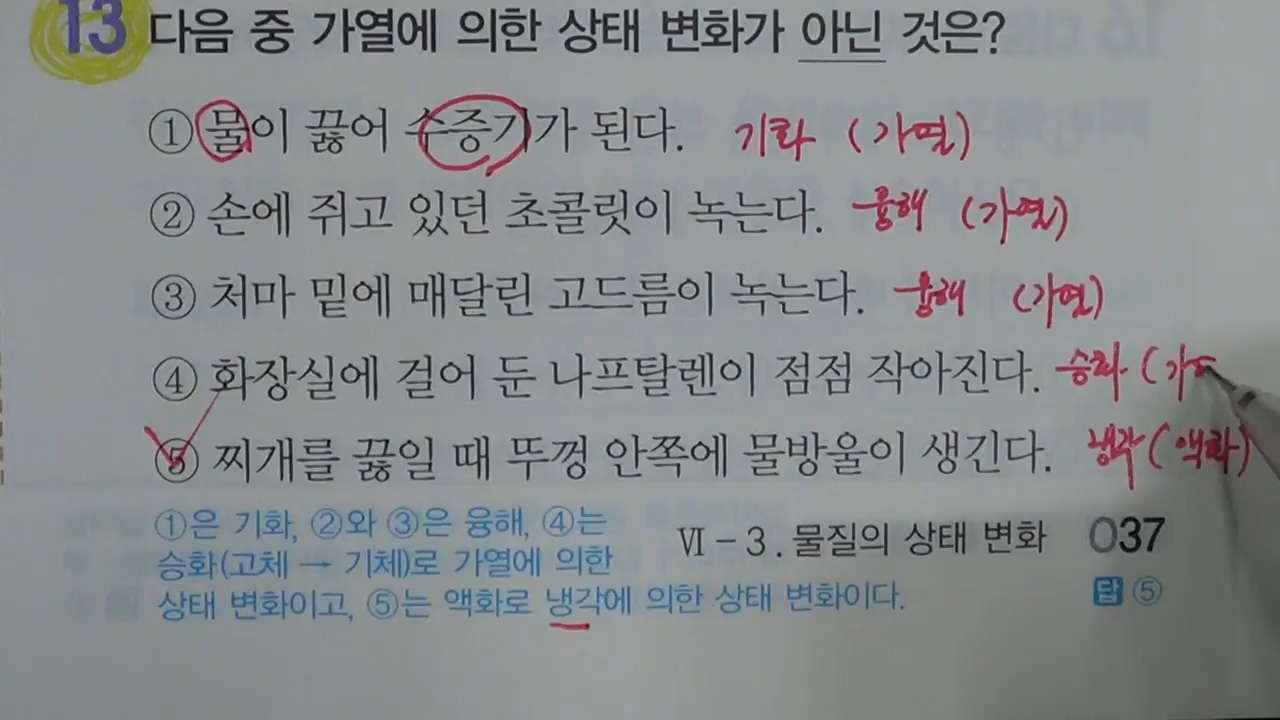 13 다음 중 가열에 의한 상태 변화가 아닌 것은?
① 물이 끓어 수증기가 된다. 기화 (가열)
② 손에 쥐고 있던 초콜릿이 녹는다. 융해 (가열)
③ 처마 밑에 매달린 고드름이 녹는다. 융해 (가열)
④ 화장실에 걸어 둔 나프탈렌이 점점 작아진다. 승화 (가
⑤ 찌개를 끓일 때 뚜껑 안쪽에 물방울이 생긴다. 냉각 (액화)
①은 기화, ②와 ③은 융해, ④는
승화(고체 → 기체)로 가열에 의한
상태 변화이고, ⑤는 액화로 냉각에 의한 상태 변화이다.
Ⅵ-3. 물질의 상태 변화 037
답 ⑤